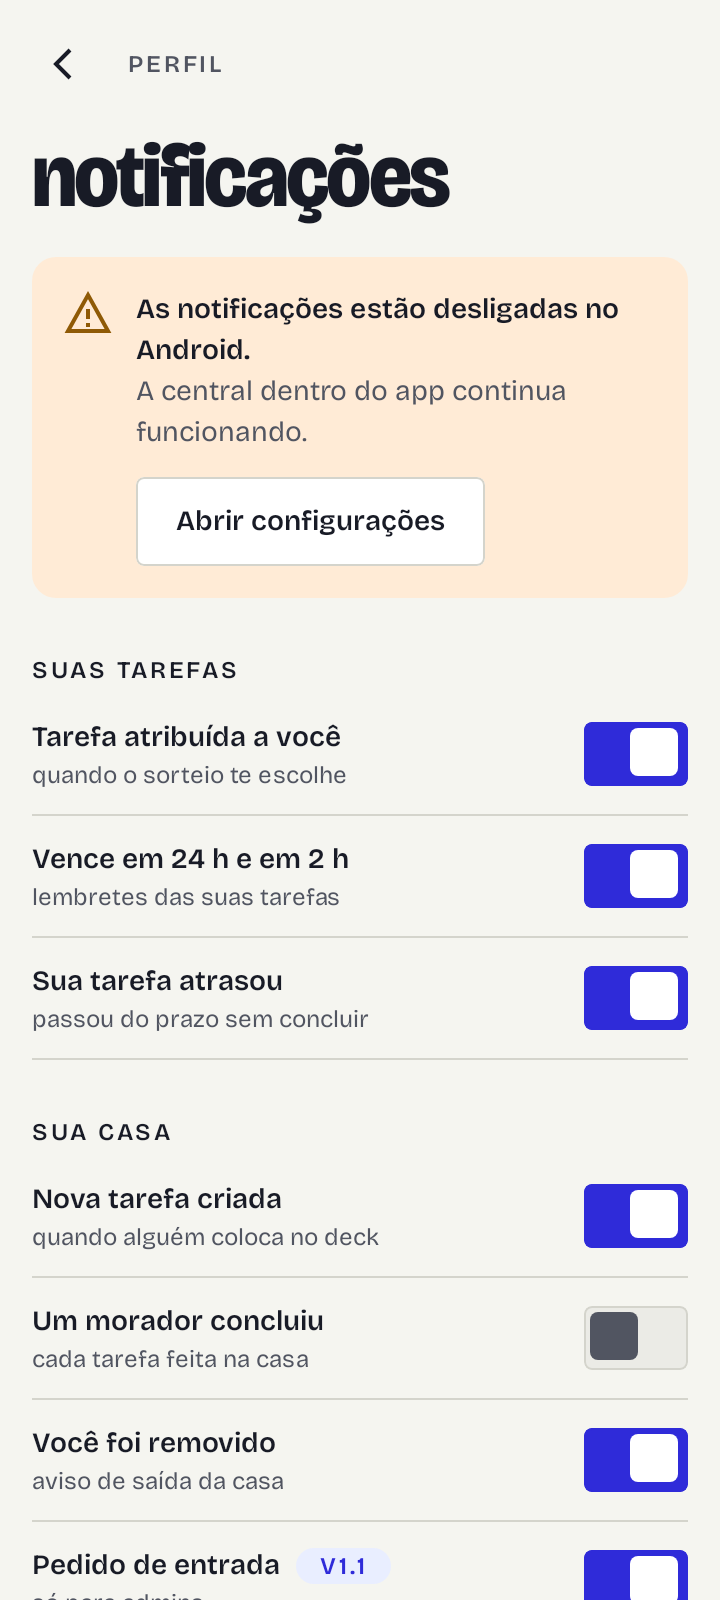 PERFIL
notificações
As notificações estão desligadas no
Android.
A central dentro do app continua
funcionando.
Abrir configurações
SUAS TAREFAS
Tarefa atribuída a você
quando o sorteio te escolhe
Vence em 24 h e em 2 h
lembretes das suas tarefas
Sua tarefa atrasou
passou do prazo sem concluir
SUA CASA
Nova tarefa criada
quando alguém coloca no deck
Um morador concluiu
cada tarefa feita na casa
Você foi removido
aviso de saída da casa
Pedido de entrada V1.1
só para admins